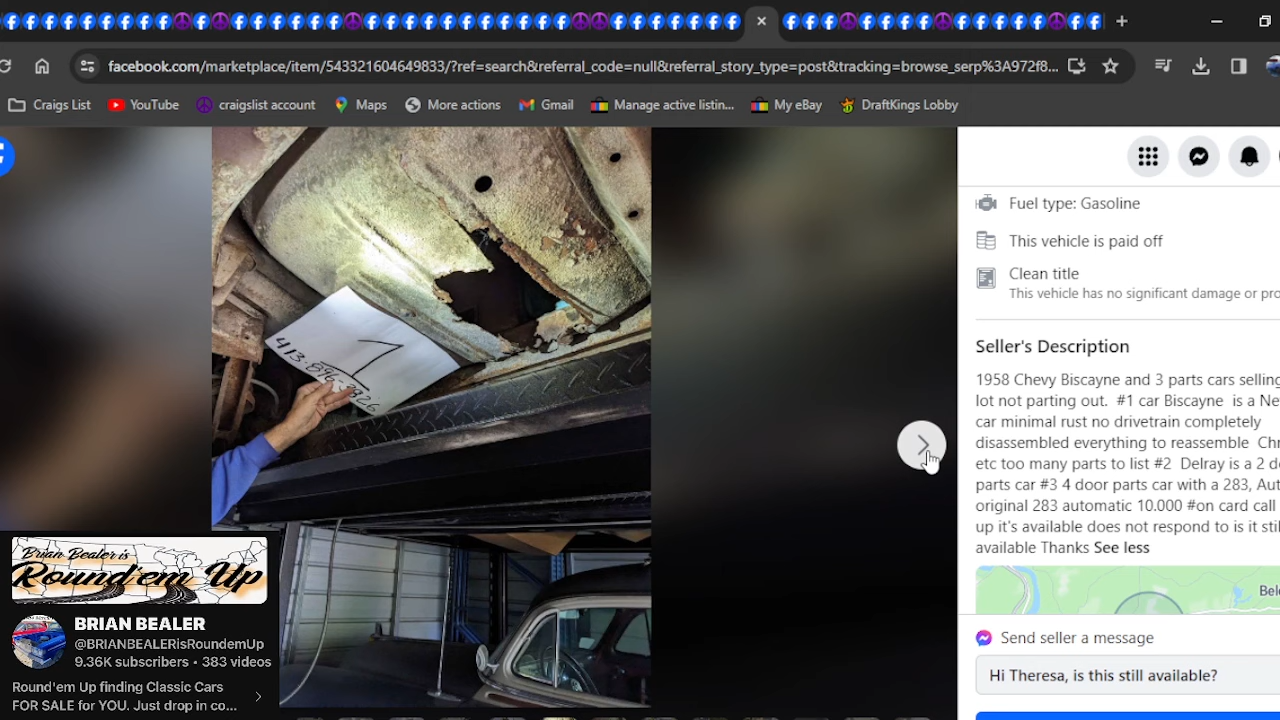 facebook.com/marketplace/item/543321604649833/?ref=search&referral_code=null&referral_story_type=post&tracking=browse_serp%3A972f8...
Craigs List YouTube craigslist account Maps More actions Gmail Manage active listin... My eBay DraftKings Lobby
1
413.896.3926
Fuel type: Gasoline
This vehicle is paid off
Clean title
This vehicle has no significant damage or pro
Seller's Description
1958 Chevy Biscayne and 3 parts cars selling
lot not parting out. #1 car Biscayne is a Ne
car minimal rust no drivetrain completely
disassembled everything to reassemble Chr
etc too many parts to list #2 Delray is a 2 d
parts car #3 4 door parts car with a 283, Aut
original 283 automatic 10.000 #on card call
up it's available does not respond to is it stil
available Thanks See less
Bel
Send seller a message
Hi Theresa, is this still available?
Brian Bealer is
Round'em Up
BRIAN BEALER
@BRIANBEALERisRoundemUp
9.36K subscribers • 383 videos
Round'em Up finding Classic Cars
FOR SALE for YOU. Just drop in co...